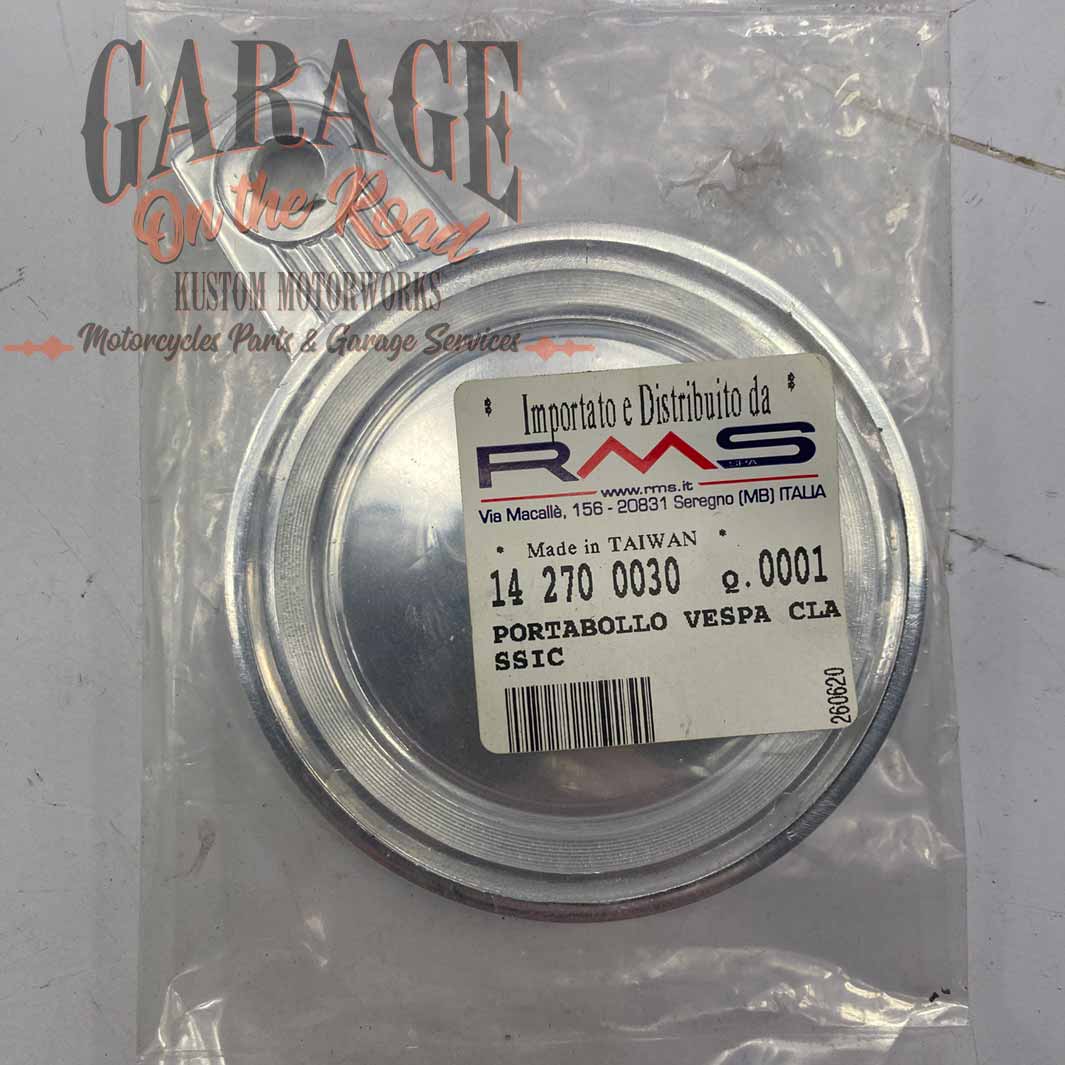 GARAGE
On the Road
KUSTOM MOTORWORKS
Motorcycles Parts & Garage Services
* Importato e Distribuito da *
RMS
SPA
www.rms.it
Via Macallè, 156 - 20831 Seregno (MB) ITALIA
* Made in TAIWAN *
14 270 0030 Q.0001
PORTABOLLO VESPA CLA
SSIC
260620